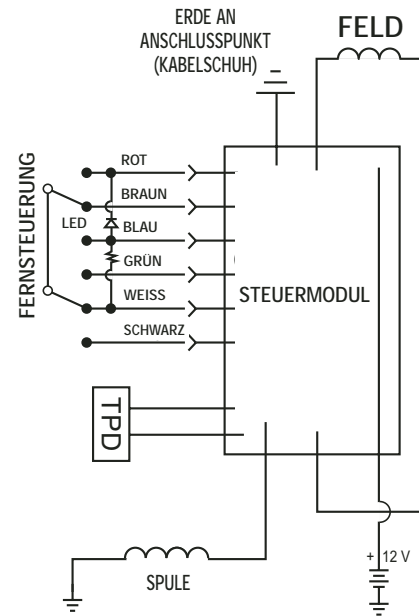 ERDE AN
ANSCHLUSSPUNKT
(KABELSCHUH)
FELD
FERNSTEUERUNG
ROT
BRAUN
LED
BLAU
GRÜN
WEISS
SCHWARZ
STEUERMODUL
TPD
SPULE
+ 12 V